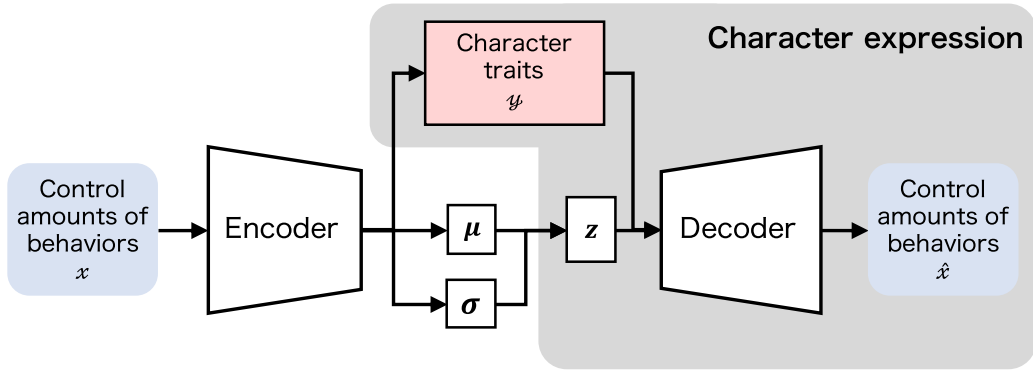 Character expression
Character
traits
𝓎
Control
amounts of
behaviors
x
Encoder
μ
σ
z
Decoder
Control
amounts of
behaviors
x̂